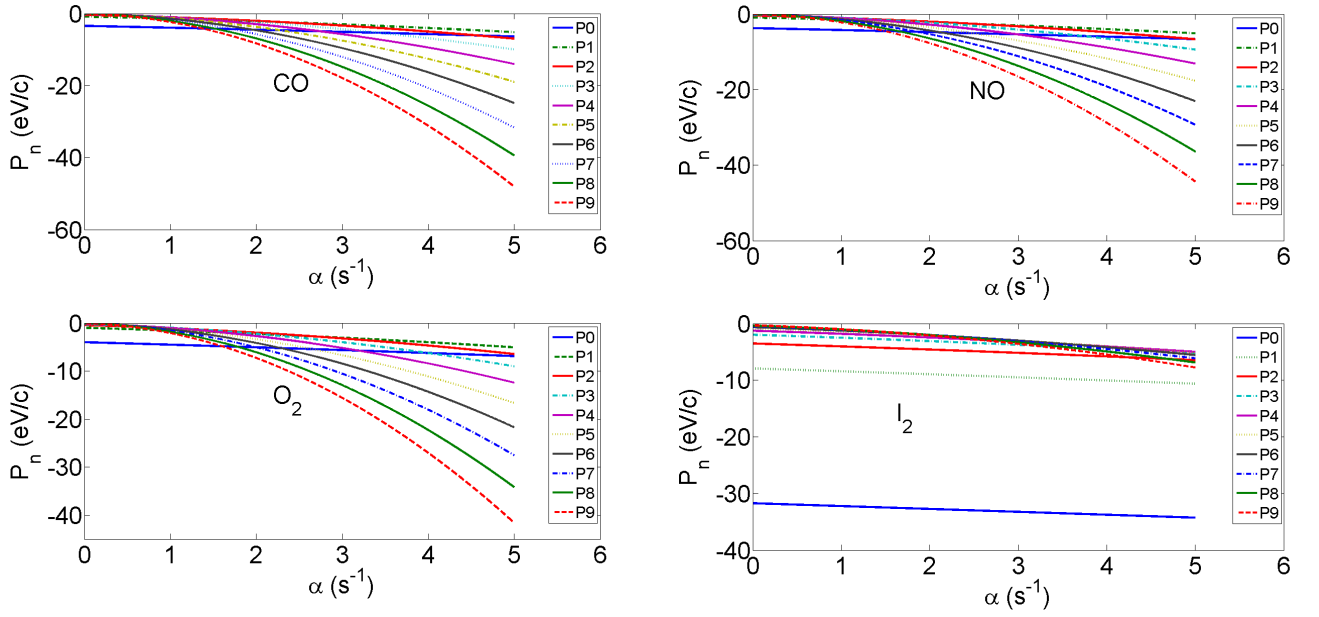 P_n (eV/c)
0
-20
-40
-60
0 1 2 3 4 5 6
α (s^-1)
CO
P0
P1
P2
P3
P4
P5
P6
P7
P8
P9
P_n (eV/c)
0
-20
-40
-60
0 1 2 3 4 5 6
α (s^-1)
NO
P0
P1
P2
P3
P4
P5
P6
P7
P8
P9
P_n (eV/c)
0
-10
-20
-30
-40
0 1 2 3 4 5 6
α (s^-1)
O_2
P0
P1
P2
P3
P4
P5
P6
P7
P8
P9
P_n (eV/c)
0
-10
-20
-30
-40
0 1 2 3 4 5 6
α (s^-1)
I_2
P0
P1
P2
P3
P4
P5
P6
P7
P8
P9